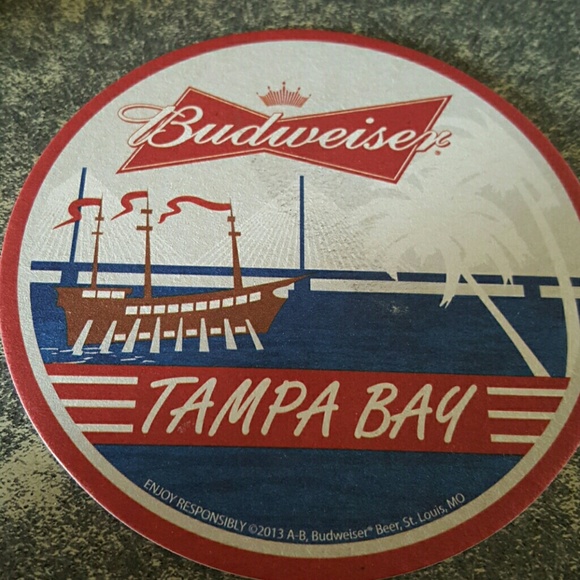 Budweiser®
TAMPA BAY
ENJOY RESPONSIBLY ©2013 A-B, Budweiser® Beer, St. Louis, MO